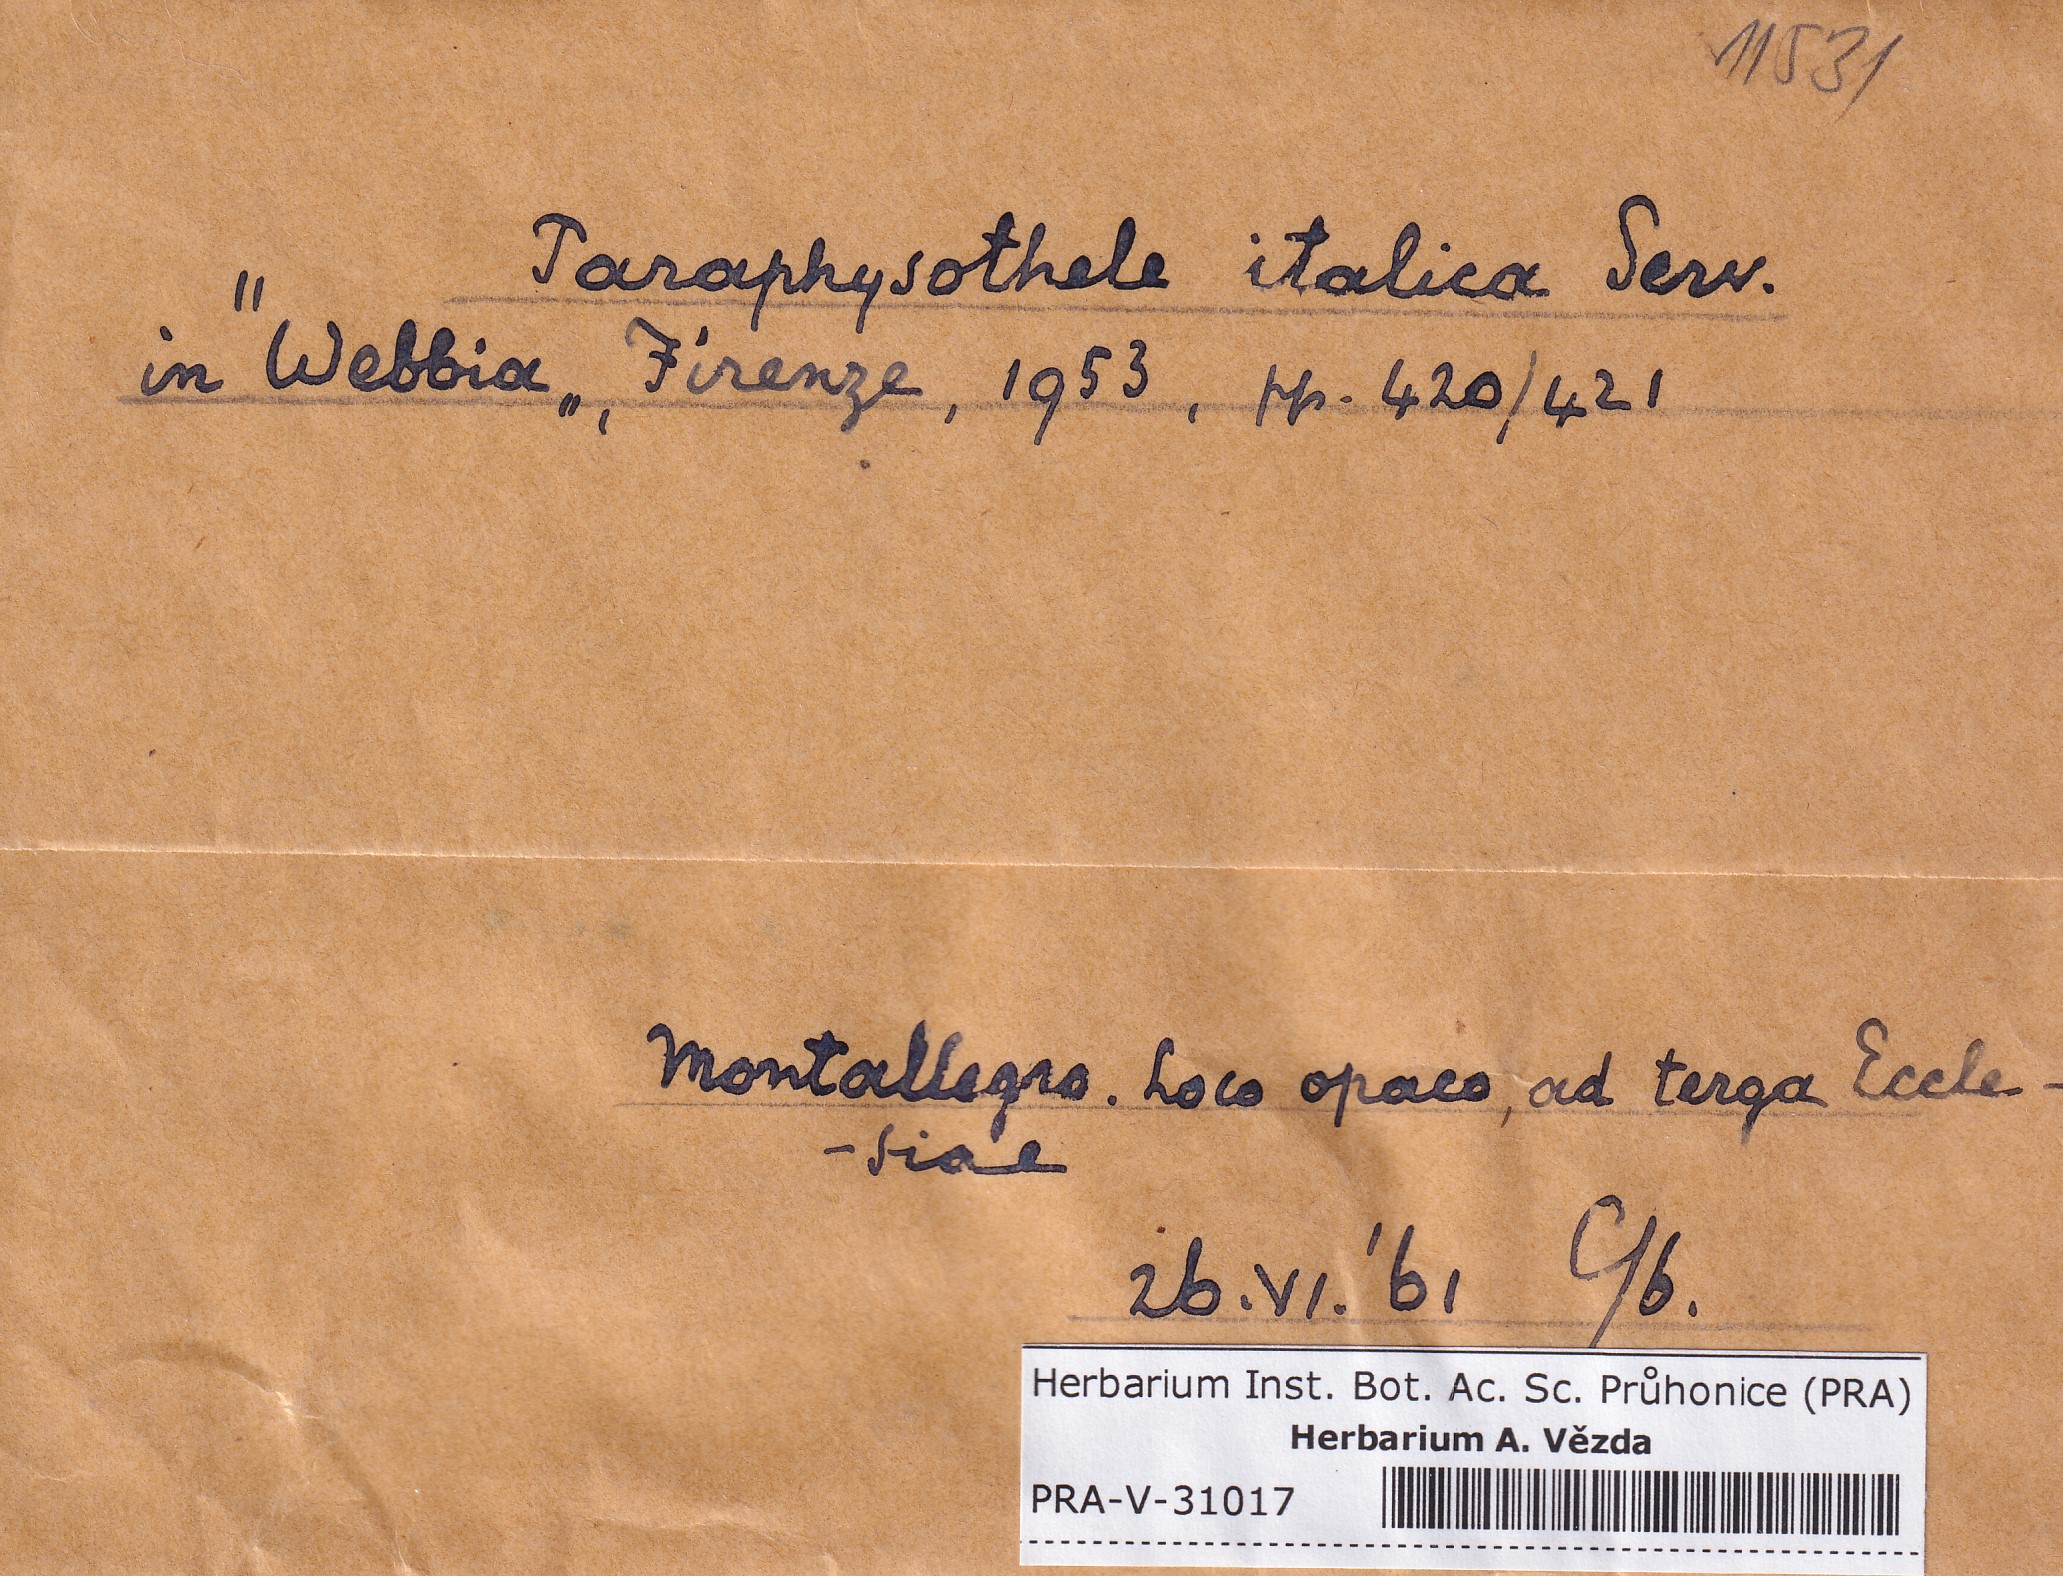 11531
Paraphysothele italica Serv.
in "Webbia„, Firenze, 1953, pp. 420/421
Montallegro. Loco opaco, ad terga Eccle-
-siae
26.VI.'61
Herbarium Inst. Bot. Ac. Sc. Průhonice (PRA)
Herbarium A. Vězda
PRA-V-31017